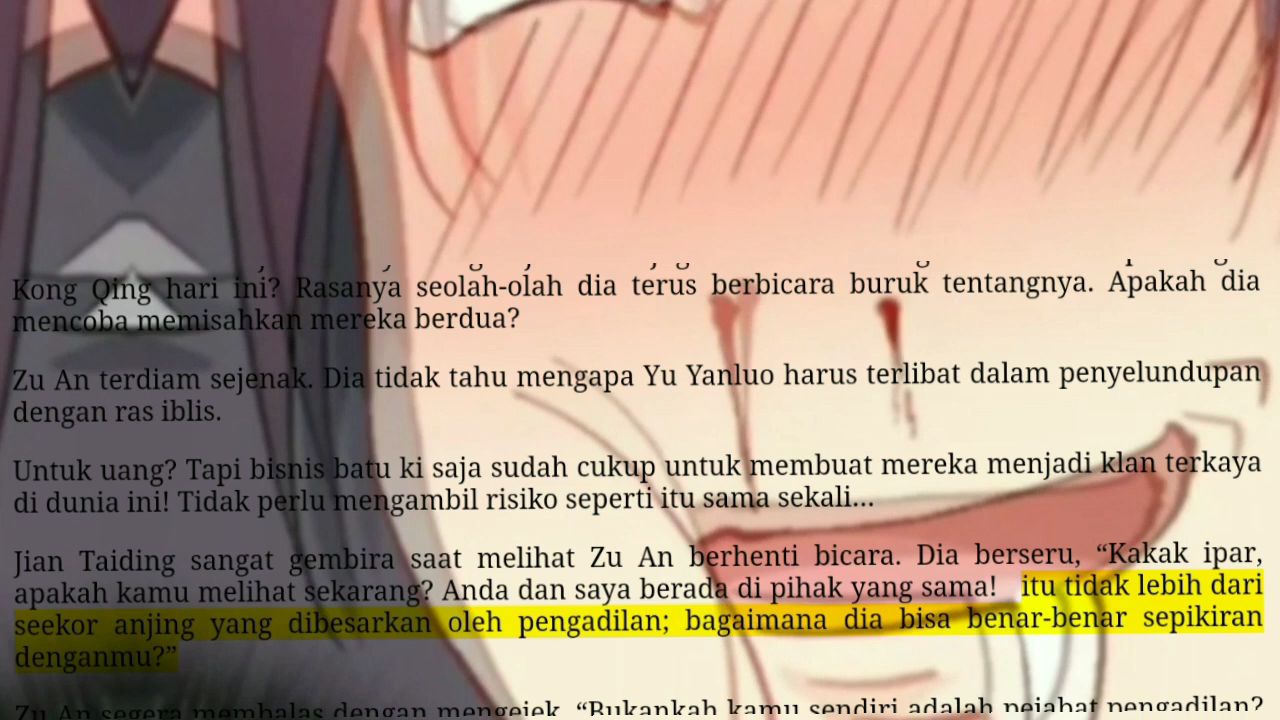 Kong Qing hari ini? Rasanya seolah-olah dia terus berbicara buruk tentangnya. Apakah dia
mencoba memisahkan mereka berdua?
Zu An terdiam sejenak. Dia tidak tahu mengapa Yu Yanluo harus terlibat dalam penyelundupan
dengan ras iblis.
Untuk uang? Tapi bisnis batu ki saja sudah cukup untuk membuat mereka menjadi klan terkaya
di dunia ini! Tidak perlu mengambil risiko seperti itu sama sekali...
Jian Taiding sangat gembira saat melihat Zu An berhenti bicara. Dia berseru, “Kakak ipar,
apakah kamu melihat sekarang? Anda dan saya berada di pihak yang sama! itu tidak lebih dari
seekor anjing yang dibesarkan oleh pengadilan; bagaimana dia bisa benar-benar sepikiran
denganmu?”
Zu An segera membalas dengan mengejek, “Bukankah kamu sendiri adalah pejabat pengadilan?